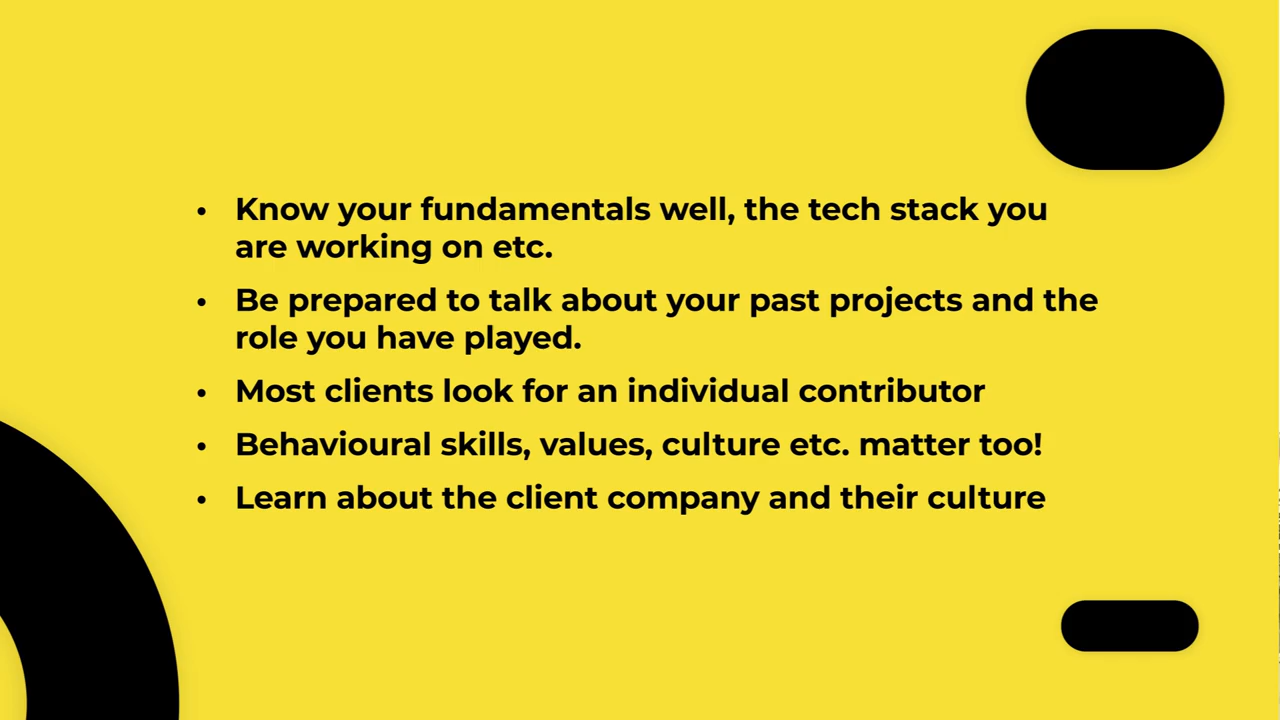 • Know your fundamentals well, the tech stack you
are working on etc.
• Be prepared to talk about your past projects and the
role you have played.
• Most clients look for an individual contributor
• Behavioural skills, values, culture etc. matter too!
• Learn about the client company and their culture